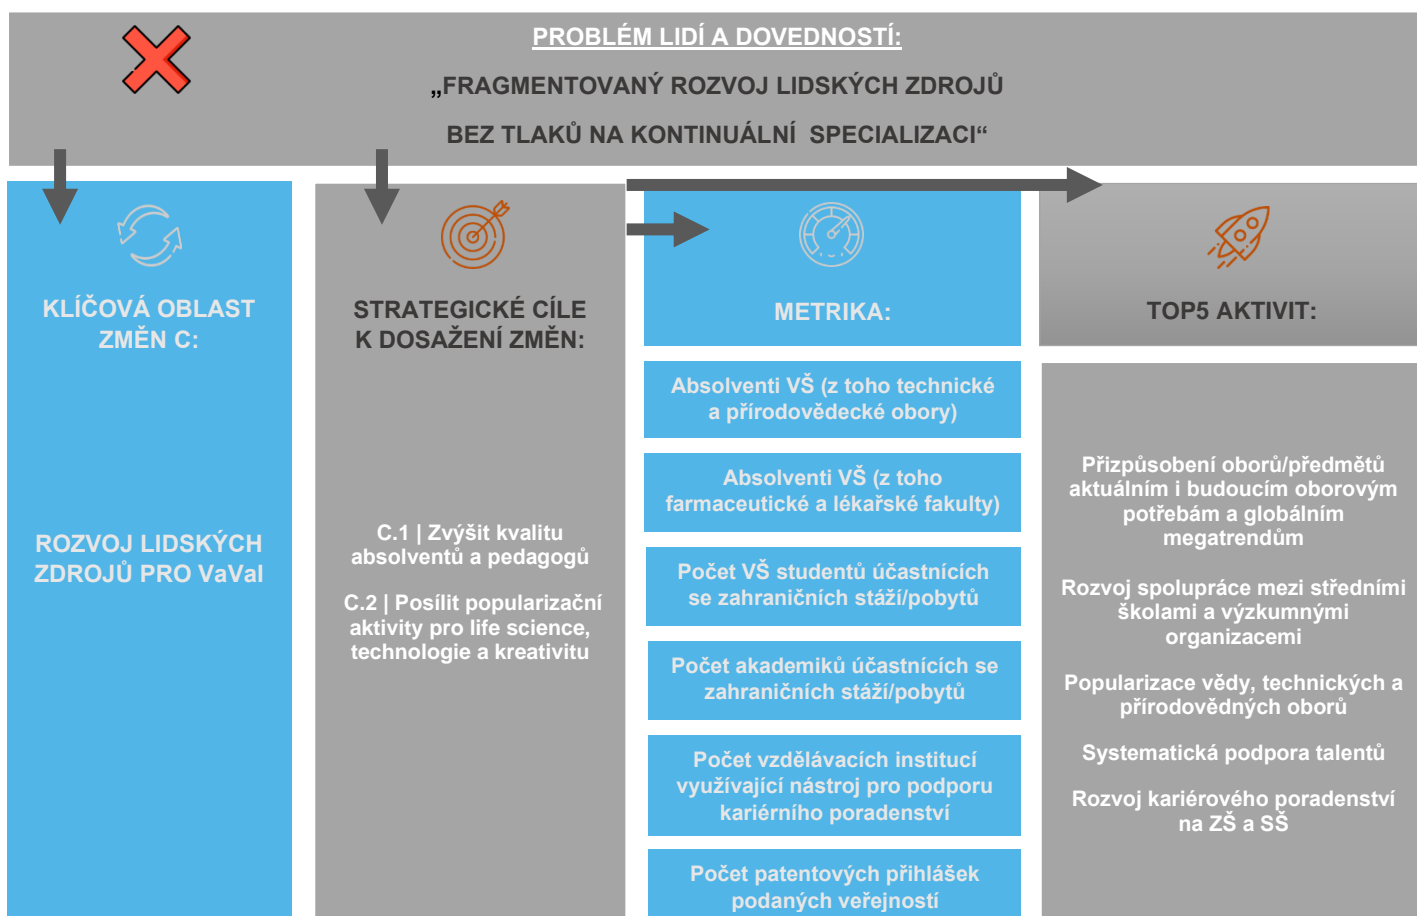 PROBLÉM LIDÍ A DOVEDNOSTÍ:
„FRAGMENTOVANÝ ROZVOJ LIDSKÝCH ZDROJŮ
BEZ TLAKŮ NA KONTINUÁLNÍ SPECIALIZACI“
KLÍČOVÁ OBLAST
ZMĚN C:
ROZVOJ LIDSKÝCH
ZDROJŮ PRO VaVaI
STRATEGICKÉ CÍLE
K DOSAŽENÍ ZMĚN:
C.1 | Zvýšit kvalitu
absolventů a pedagogů
C.2 | Posílit popularizační
aktivity pro life science,
technologie a kreativitu
METRIKA:
Absolventi VŠ (z toho technické
a přírodovědecké obory)
Absolventi VŠ (z toho
farmaceutické a lékařské fakulty)
Počet VŠ studentů účastnících
se zahraničních stáží/pobytů
Počet akademiků účastnících se
zahraničních stáží/pobytů
Počet vzdělávacích institucí
využívající nástroj pro podporu
kariérního poradenství
Počet patentových přihlášek
podaných veřejností
TOP5 AKTIVIT:
Přizpůsobení oborů/předmětů
aktuálním i budoucím oborovým
potřebám a globálním
megatrendům
Rozvoj spolupráce mezi středními
školami a výzkumnými
organizacemi
Popularizace vědy, technických a
přírodovědných oborů
Systematická podpora talentů
Rozvoj kariérového poradenství
na ZŠ a SŠ